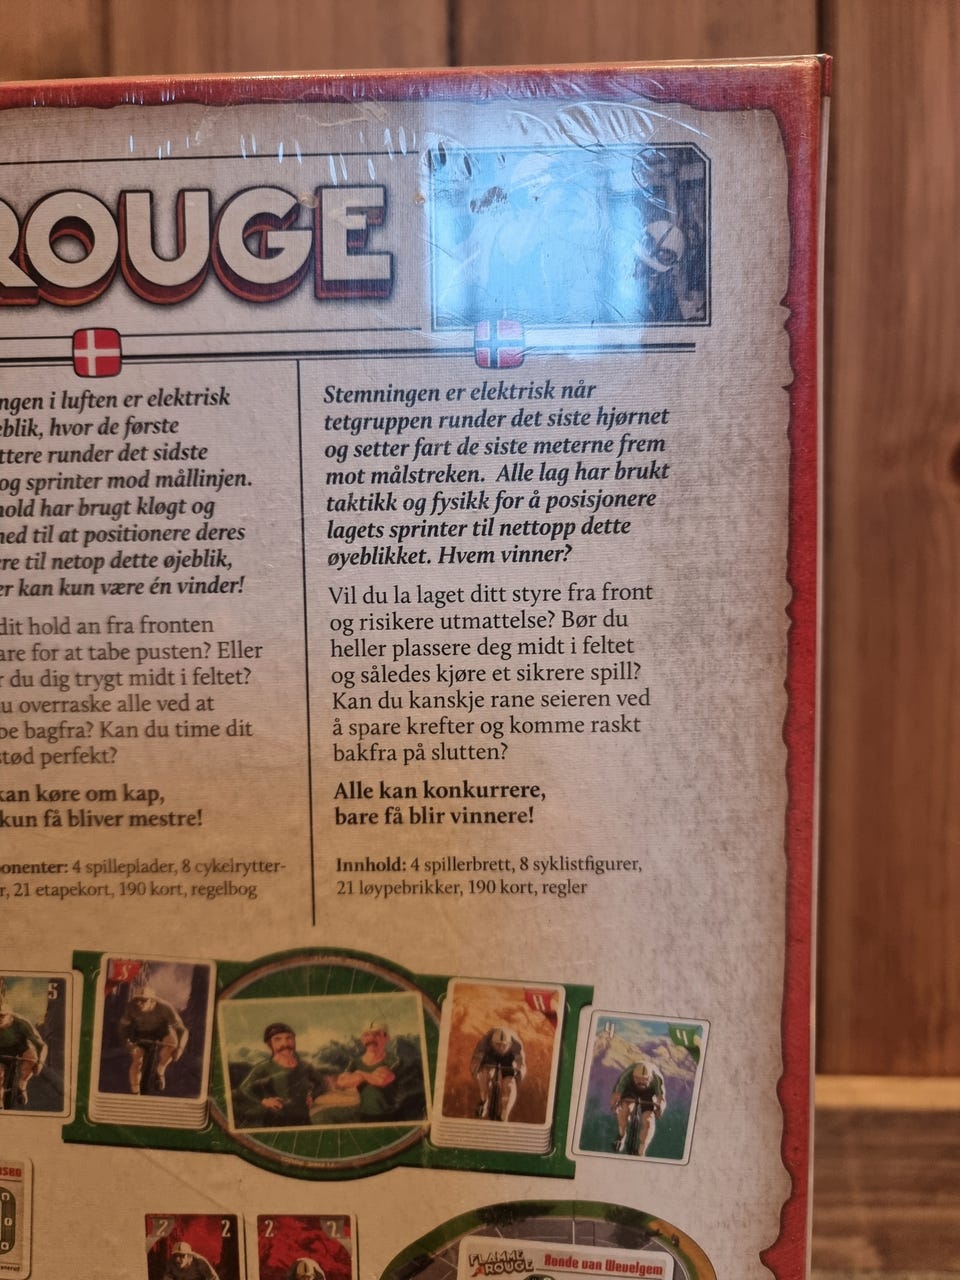 ROUGE
ngen i luften er elektrisk
eblik, hvor de første
ttere runder det sidste
og sprinter mod mållinjen.
hold har brugt kløgt og
ned til at positionere deres
re til netop dette øjeblik,
er kan kun være én vinder!
dit hold an fra fronten
are for at tabe pusten? Eller
r du dig trygt midt i feltet?
u overraske alle ved at
be bagfra? Kan du time dit
stød perfekt?
kan køre om kap,
kun få bliver mestre!
onenter: 4 spilleplader, 8 cykelrytter-
r, 21 etapekort, 190 kort, regelbog
Stemningen er elektrisk når
tetgruppen runder det siste hjørnet
og setter fart de siste meterne frem
mot målstreken. Alle lag har brukt
taktikk og fysikk for å posisjonere
lagets sprinter til nettopp dette
øyeblikket. Hvem vinner?
Vil du la laget ditt styre fra front
og risikere utmattelse? Bør du
heller plassere deg midt i feltet
og således kjøre et sikrere spill?
Kan du kanskje rane seieren ved
å spare krefter og komme raskt
bakfra på slutten?
Alle kan konkurrere,
bare få blir vinnere!
Innhold: 4 spillerbrett, 8 syklistfigurer,
21 løypebrikker, 190 kort, regler
5
S
2
2
2
2
FLAMME
ROUGE
Ronde van Wevelgem